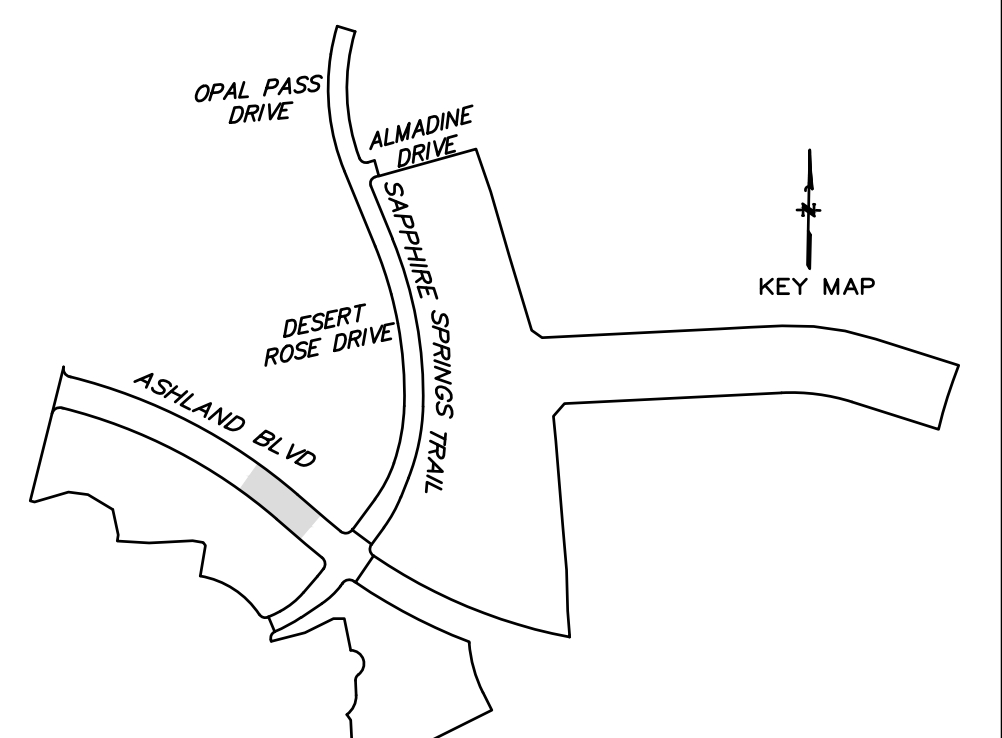 OPAL PASS
DRIVE
ALMADINE
DRIVE
SAPPHIRE SPRINGS TRAIL
N
KEY MAP
DESERT
ROSE DRIVE
ASHLAND BLVD